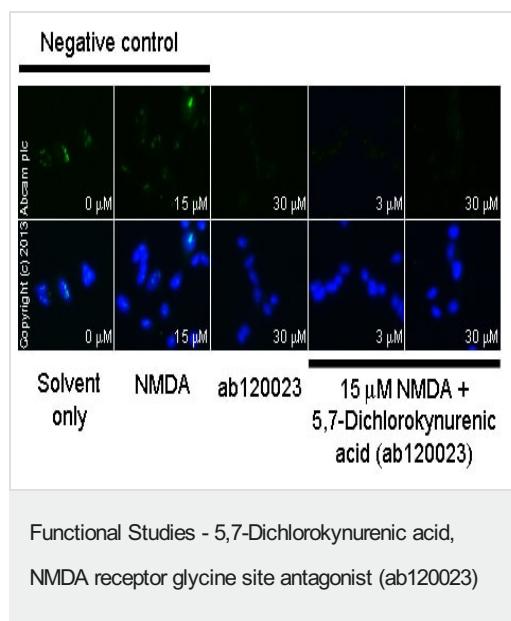 Negative control
Copyright (c) 2013 Abcam plc
0 µM
15 µM
30 µM
3 µM
30 µM
0 µM
15 µM
30 µM
3 µM
30 µM
Solvent only
NMDA
ab120023
15 µM NMDA +
5,7-Dichlorokynurenic
acid (ab120023)
Functional Studies - 5,7-Dichlorokynurenic acid,
NMDA receptor glycine site antagonist (ab120023)